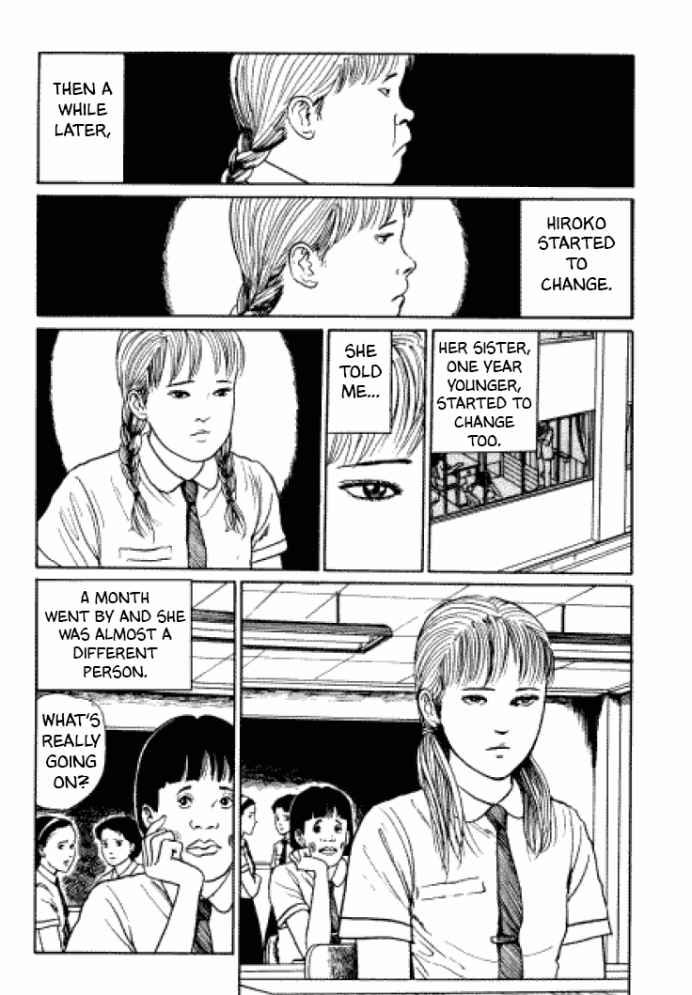 THEN A
WHILE
LATER,
HIROKO
STARTED
TO
CHANGE.
SHE
TOLD
ME...
HER SISTER,
ONE YEAR
YOUNGER,
STARTED TO
CHANGE
TOO.
A MONTH
WENT BY AND SHE
WAS ALMOST A
DIFFERENT
PERSON.
WHAT'S
REALLY
GOING
ON?